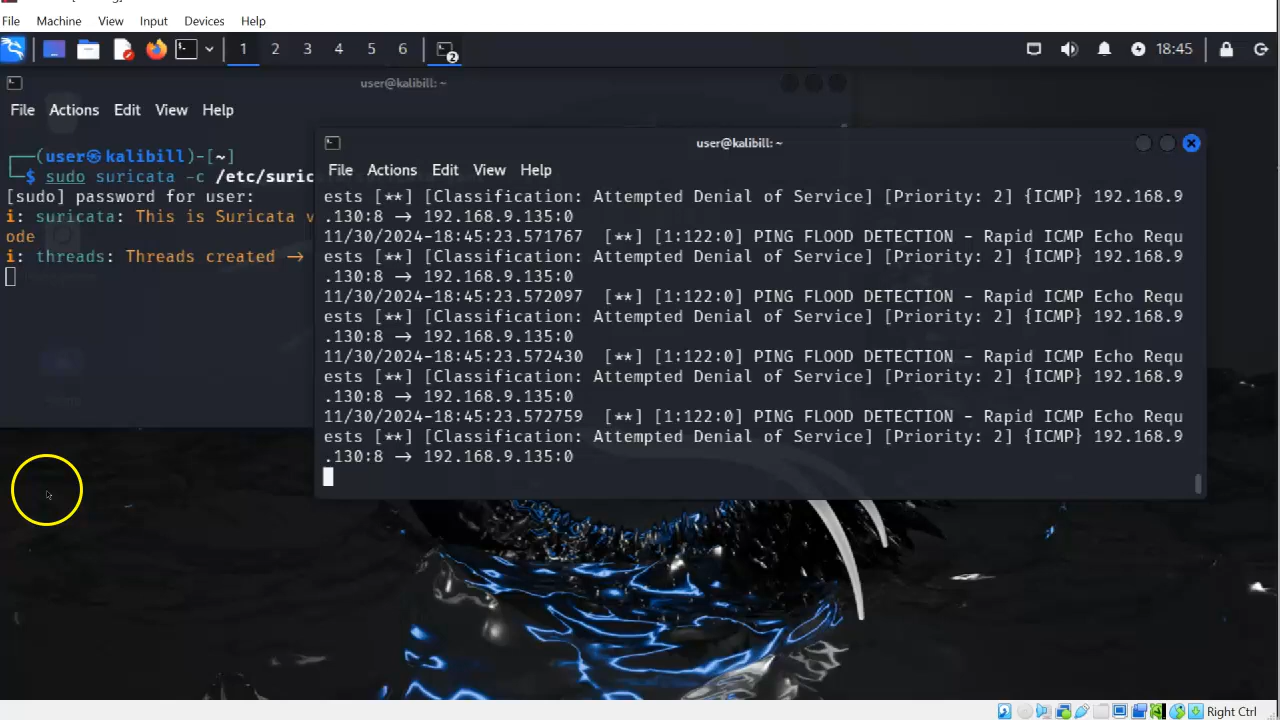 File Machine View Input Devices Help
1 2 3 4 5 6 2 18:45
user@kalibill: ~
File Actions Edit View Help
┌──(user㉿kalibill)-[~]
└─$ sudo suricata -c /etc/suric
[sudo] password for user:
i: suricata: This is Suricata v
ode
i: threads: Threads created →
user@kalibill: ~
File Actions Edit View Help
ests [**] [Classification: Attempted Denial of Service] [Priority: 2] {ICMP} 192.168.9
.130:8 → 192.168.9.135:0
11/30/2024-18:45:23.571767  [**] [1:122:0] PING FLOOD DETECTION - Rapid ICMP Echo Requ
ests [**] [Classification: Attempted Denial of Service] [Priority: 2] {ICMP} 192.168.9
.130:8 → 192.168.9.135:0
11/30/2024-18:45:23.572097  [**] [1:122:0] PING FLOOD DETECTION - Rapid ICMP Echo Requ
ests [**] [Classification: Attempted Denial of Service] [Priority: 2] {ICMP} 192.168.9
.130:8 → 192.168.9.135:0
11/30/2024-18:45:23.572430  [**] [1:122:0] PING FLOOD DETECTION - Rapid ICMP Echo Requ
ests [**] [Classification: Attempted Denial of Service] [Priority: 2] {ICMP} 192.168.9
.130:8 → 192.168.9.135:0
11/30/2024-18:45:23.572759  [**] [1:122:0] PING FLOOD DETECTION - Rapid ICMP Echo Requ
ests [**] [Classification: Attempted Denial of Service] [Priority: 2] {ICMP} 192.168.9
.130:8 → 192.168.9.135:0
Right Ctrl